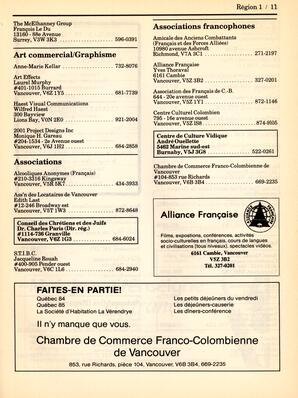 Région 1 / 11
The McElhanney Group
François Le Du
13160 - 88e Avenue
Surrey, V3W 3K3 596-0391
Art commercial/Graphisme
Anne-Marie Kellar 732-8076
Art Effects
Laurel Murphy
#401-1015 Burrard
Vancouver, V6Z 1Y5 681-7739
Haest Visual Communications
Wilfred Haest
300 Bayview
Lions Bay, V0N 2E0 921-2004
2001 Project Designs Inc
Monique H. Gareau
#204-1534 - 2e Avenue ouest
Vancouver, V6J 1H2 684-2858
Associations
Alcooliques Anonymes (Français)
#210-3316 Kingsway
Vancouver, V5R 5K7 434-3933
Ass'n des Locataires de Vancouver
Edith Last
#12-246 Broadway est
Vancouver, V5T 1W3 872-8648
Conseil des Chrétiens et des Juifs
Dr. Charles Paris (Dir. rég.)
#1114-736 Granville
Vancouver, V6Z 1G3 684-6024
S.T.I.B.C.
Jacqueline Rouah
#400-905 Pender ouest
Vancouver, V6C 1L6 684-2940
Associations francophones
Amicale des Anciens Combattants
(Français et des Forces Alliées)
10980 avenue Ashcroft
Richmond, V7A 3C1 271-2197
Alliance Française
Yves Thoraval
6161 Cambie
Vancouver, V5Z 3B2 327-0201
Association des Français de C.-B.
644 - 20e avenue ouest
Vancouver, V5Z 1Y1 872-1146
Centre Culturel Colombien
795 - 16e avenue ouest
Vancouver, V5Z 1S8 874-9105
Centre de Culture Vidique
André Ouellette
5462 Marine sud-est
Burnaby, V5J 3G8 522-0261
Chambre de Commerce Franco-Colombienne de
Vancouver
#104-853 rue Richards
Vancouver, V6B 3B4 669-2235
Alliance Française
Films, expositions, conférences, activités
socio-culturelles en français, cours de langues
et civilisations (tous niveaux), spectacles vidéos.
6161 Cambie, Vancouver
V5Z 3B2
Tél. 327-0201
FAITES-EN PARTIE!
Québec 84
Québec 85
La Société d'Habitation La Vérendrye
Les petits déjeûners du vendredi
Les déjeûners-causerie
Les dîners-conférence
Il n'y manque que vous.
Chambre de Commerce Franco-Colombienne
de Vancouver
853, rue Richards, pièce 104, Vancouver, V6B 3B4, 669-2235